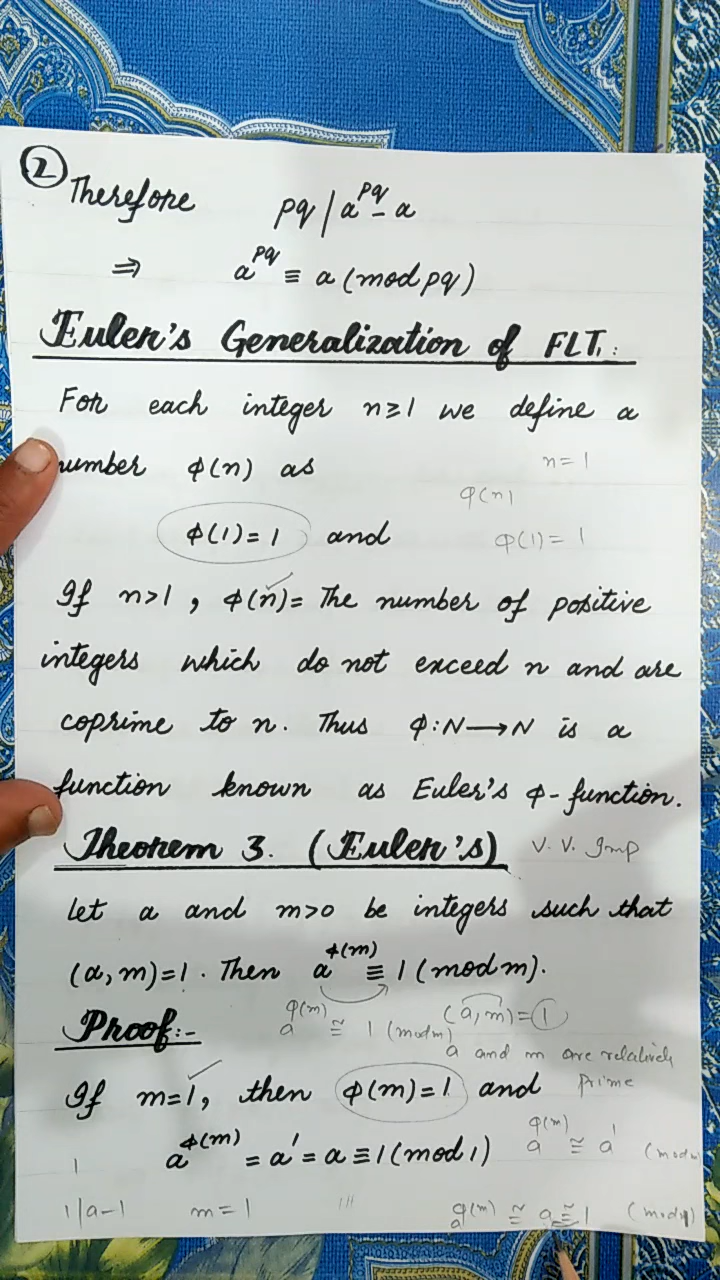 ②
Therefore pq | a^pq - a
⇒ a^pq ≡ a (mod pq)
Euler's Generalization of FLT:
For each integer n≥1 we define a
number ϕ(n) as
n = 1
φ(n)
ϕ(1) = 1 and
φ(1) = 1
If n>1, ϕ(n) = The number of positive
integers which do not exceed n and are
coprime to n. Thus ϕ:N⟶N is a
function known as Euler's ϕ-function.
Theorem 3. (Euler's)
V. V. Imp
Let a and m>0 be integers such that
(a,m)=1. Then a^ϕ(m) ≡ 1 (mod m).
Proof:-
a^φ(m) ≅ 1 (modm)
(a,m)=1
a and m are relatively
prime
If m=1, then ϕ(m)=1 and
a^ϕ(m) = a' = a ≡ 1 (mod 1)
a^φ(m) ≅ a' (modm
1
1|a-1
m = 1
a^φ(m) ≅ a ≅ 1